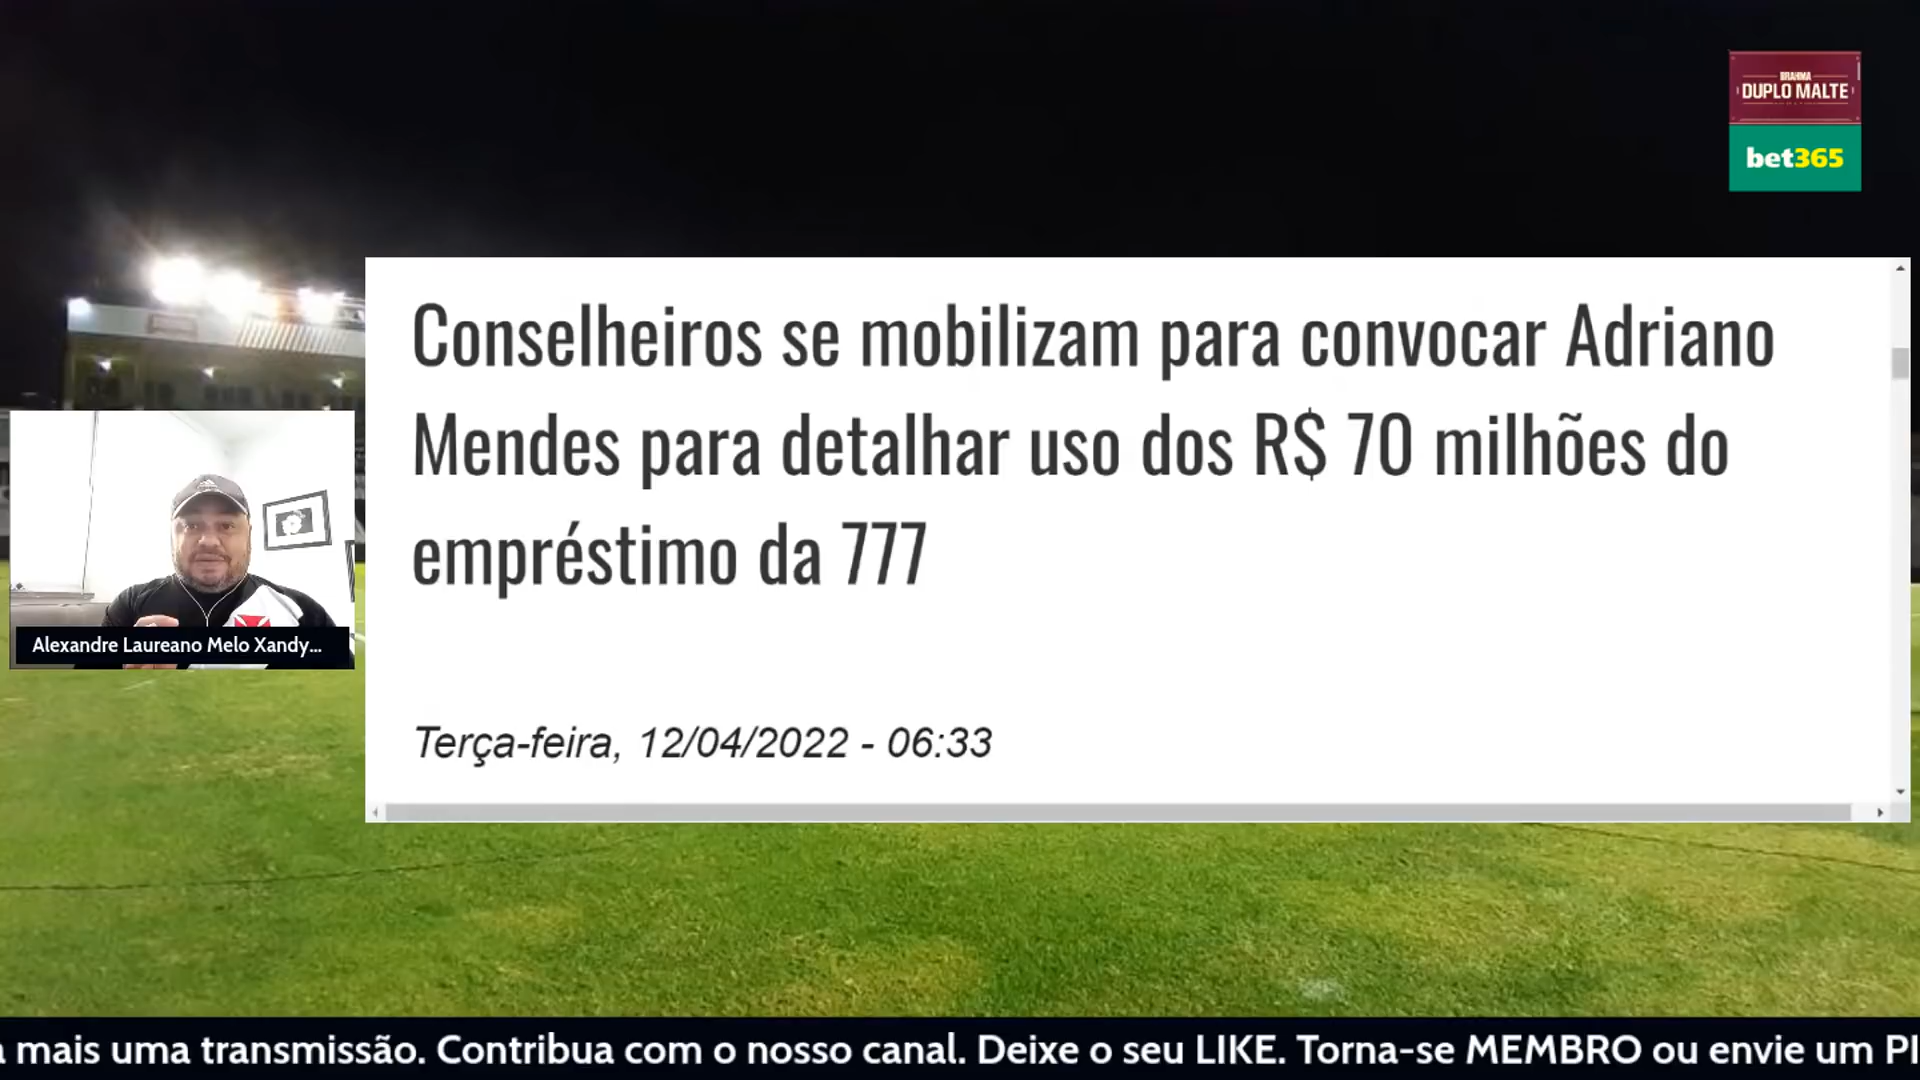 BRAHMA
DUPLO MALTE
bet365
Conselheiros se mobilizam para convocar Adriano
Mendes para detalhar uso dos R$ 70 milhões do
empréstimo da 777
Terça-feira, 12/04/2022 - 06:33
Alexandre Laureano Melo Xandy...
mais uma transmissão. Contribua com o nosso canal. Deixe o seu LIKE. Torna-se MEMBRO ou envie um PI